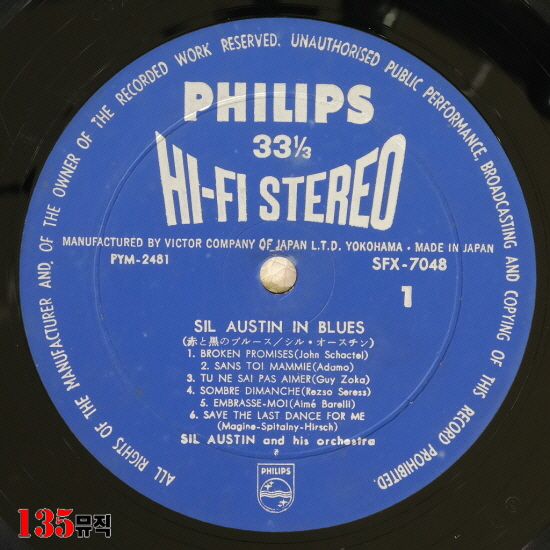 ALL RIGHTS OF THE MANUFACTURER AND. OF THE OWNER OF THE RECORDED WORK RESERVED. UNAUTHORISED PUBLIC PERFORMANCE, BROADCASTING AND COPYING OF THIS RECORD PROHIBITED.
PHILIPS
33⅓
HI-FI STEREO
MANUFACTURED BY VICTOR COMPANY OF JAPAN L.T.D. YOKOHAMA • MADE IN JAPAN
PYM-2481 SFX-7048
1
SIL AUSTIN IN BLUES
(赤と黒のブルース/シル・オースチン)
1. BROKEN PROMISES(John Schactel)
2. SANS TOI MAMMIE(Adamo)
3. TU NE SAI PAS AIMER(Guy Zoka)
4. SOMBRE DIMANCHE(Rezso Seress)
5. EMBRASSE-MOI(Aimé Barelli)
6. SAVE THE LAST DANCE FOR ME
(Magine-Spitalny-Hirsch)
SIL AUSTIN and his orchestra
PHILIPS
135뮤직